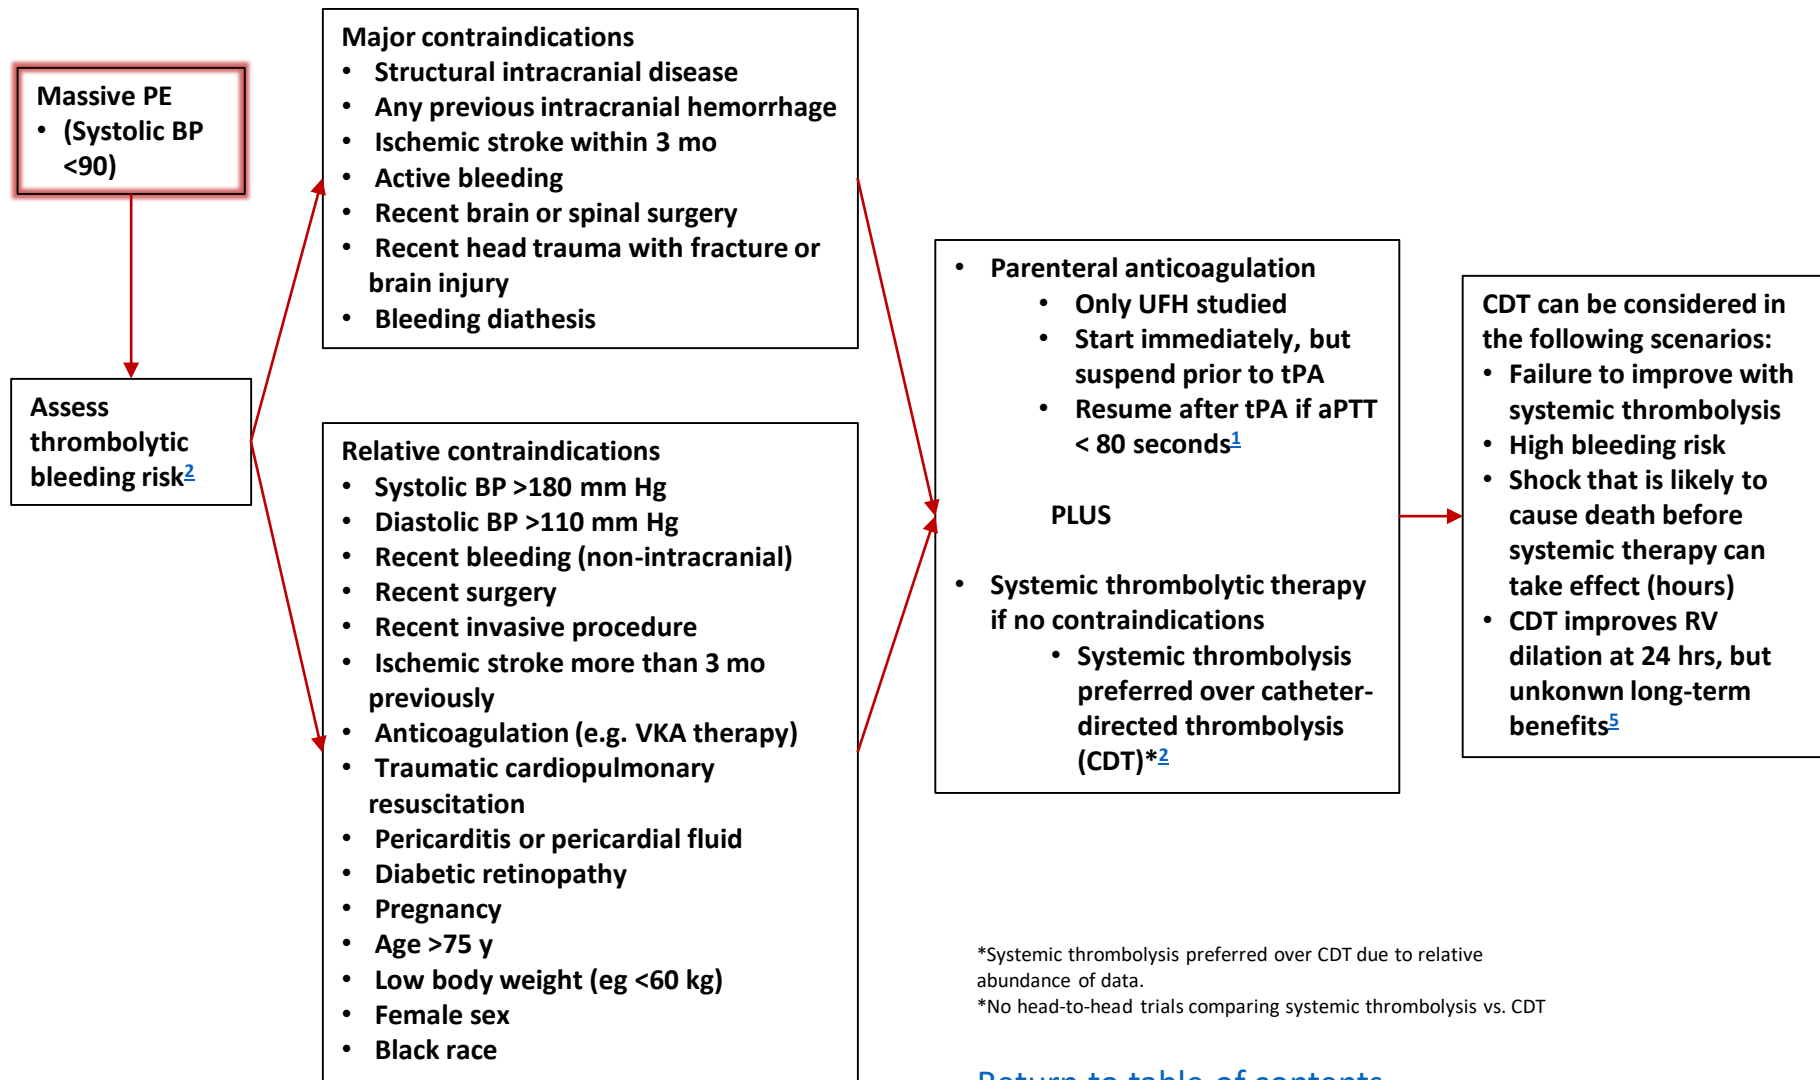 Massive PE
• (Systolic BP
<90)
Assess
thrombolytic
bleeding risk2
Major contraindications
• Structural intracranial disease
• Any previous intracranial hemorrhage
• Ischemic stroke within 3 mo
• Active bleeding
• Recent brain or spinal surgery
• Recent head trauma with fracture or
brain injury
• Bleeding diathesis
Relative contraindications
• Systolic BP >180 mm Hg
• Diastolic BP >110 mm Hg
• Recent bleeding (non-intracranial)
• Recent surgery
• Recent invasive procedure
• Ischemic stroke more than 3 mo
previously
• Anticoagulation (e.g. VKA therapy)
• Traumatic cardiopulmonary
resuscitation
• Pericarditis or pericardial fluid
• Diabetic retinopathy
• Pregnancy
• Age >75 y
• Low body weight (eg <60 kg)
• Female sex
• Black race
• Parenteral anticoagulation
• Only UFH studied
• Start immediately, but
suspend prior to tPA
• Resume after tPA if aPTT
< 80 seconds1
PLUS
• Systemic thrombolytic therapy
if no contraindications
• Systemic thrombolysis
preferred over catheter-
directed thrombolysis
(CDT)*2
CDT can be considered in
the following scenarios:
• Failure to improve with
systemic thrombolysis
• High bleeding risk
• Shock that is likely to
cause death before
systemic therapy can
take effect (hours)
• CDT improves RV
dilation at 24 hrs, but
unkonwn long-term
benefits5
*Systemic thrombolysis preferred over CDT due to relative
abundance of data.
*No head-to-head trials comparing systemic thrombolysis vs. CDT
Return to table of contents